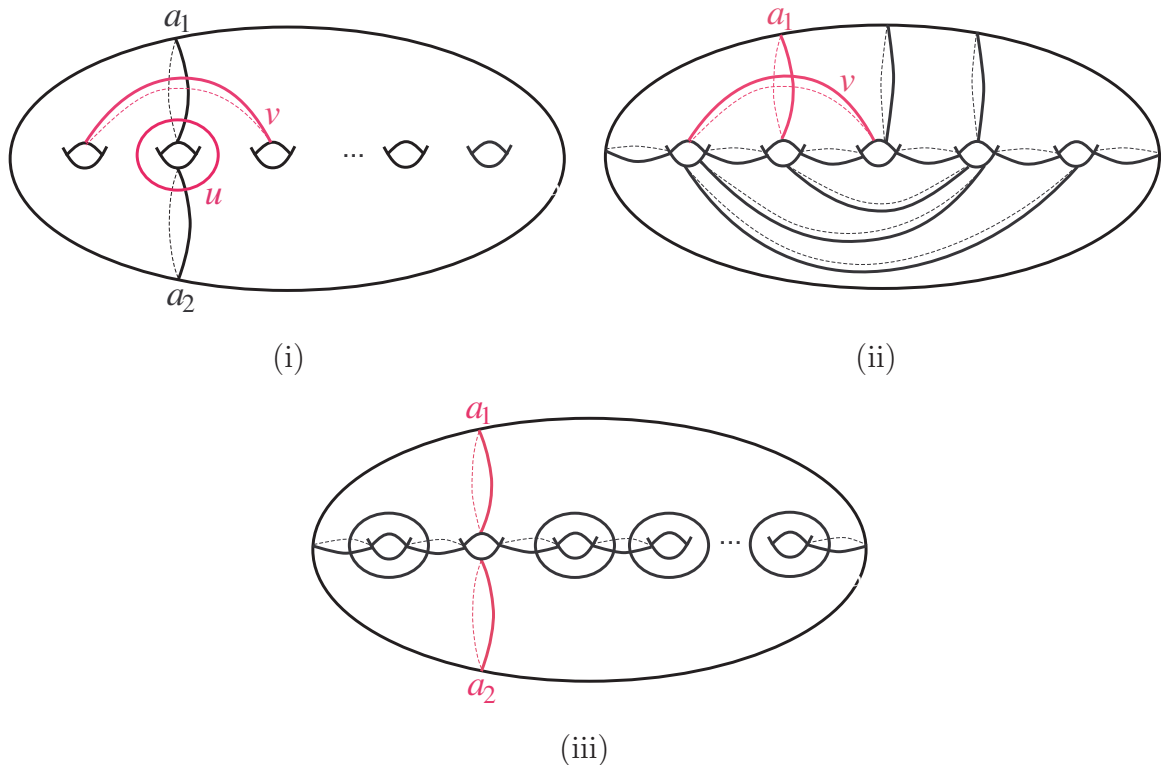 a₁ a₁
v v
... u
a₂
(i) (ii)
a₁
...
a₂
(iii)